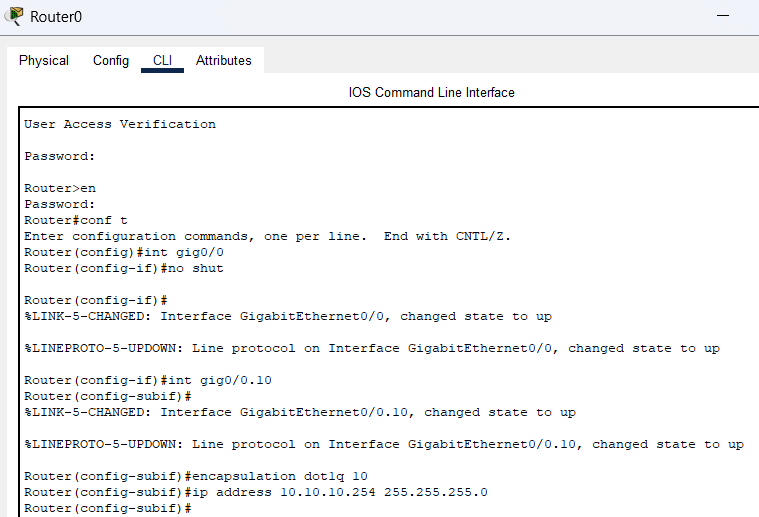 Router0
Physical Config CLI Attributes
IOS Command Line Interface
User Access Verification
Password:
Router>en
Password:
Router#conf t
Enter configuration commands, one per line.  End with CNTL/Z.
Router(config)#int gig0/0
Router(config-if)#no shut
Router(config-if)#
%LINK-5-CHANGED: Interface GigabitEthernet0/0, changed state to up
%LINEPROTO-5-UPDOWN: Line protocol on Interface GigabitEthernet0/0, changed state to up
Router(config-if)#int gig0/0.10
Router(config-subif)#
%LINK-5-CHANGED: Interface GigabitEthernet0/0.10, changed state to up
%LINEPROTO-5-UPDOWN: Line protocol on Interface GigabitEthernet0/0.10, changed state to up
Router(config-subif)#encapsulation dot1q 10
Router(config-subif)#ip address 10.10.10.254 255.255.255.0
Router(config-subif)#